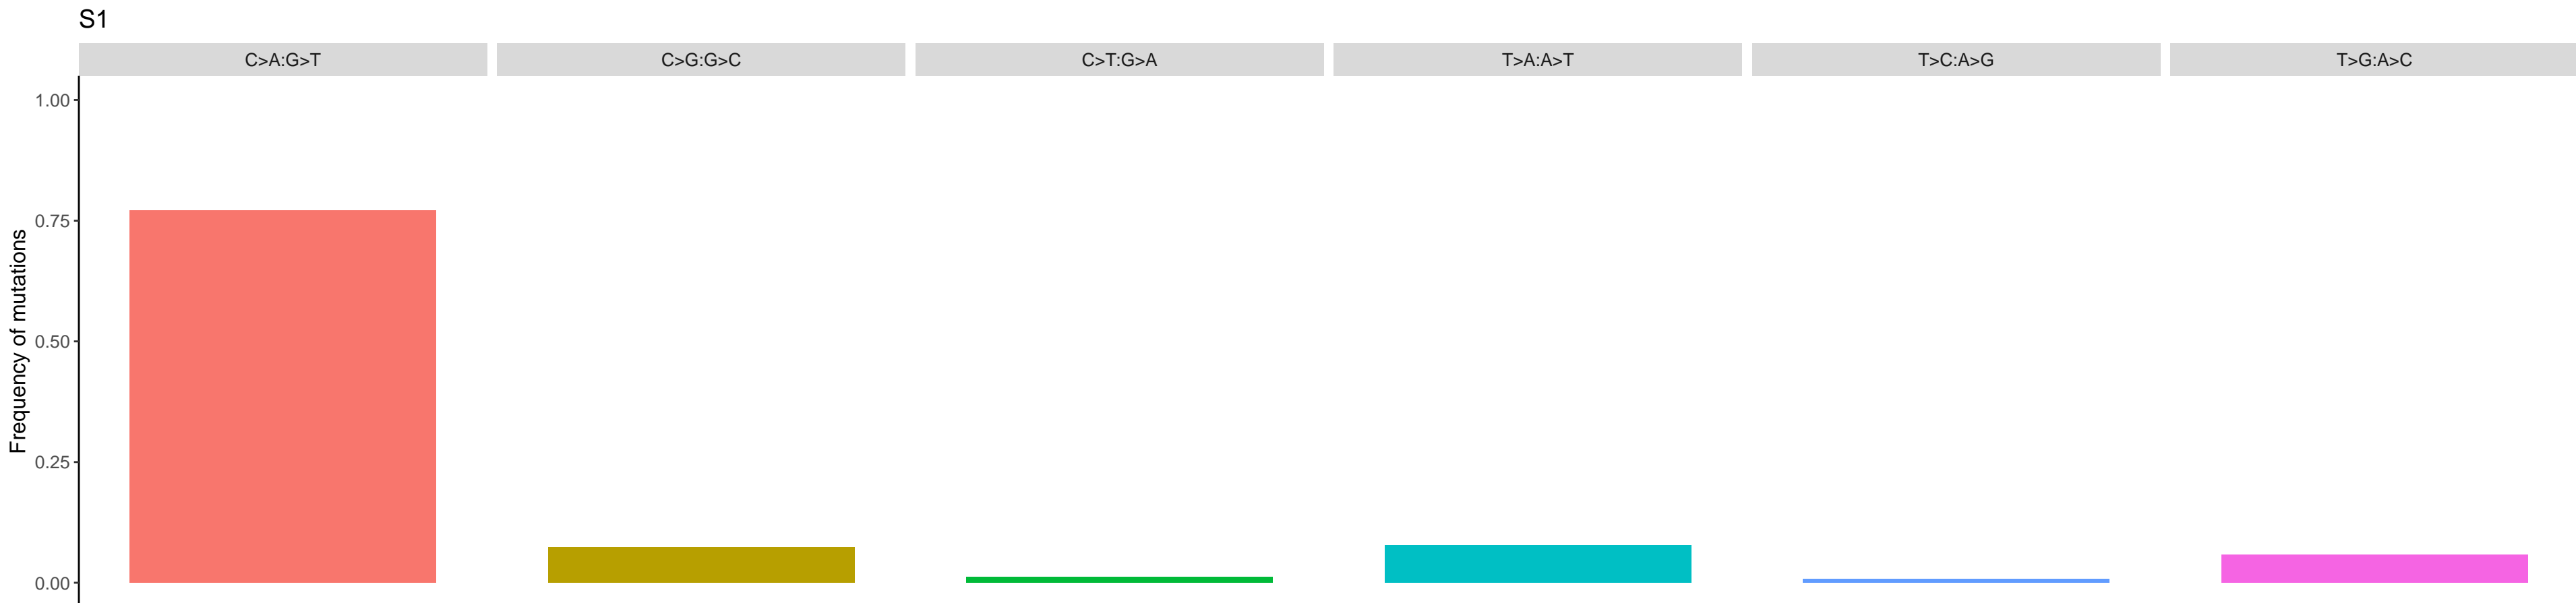 S1
C>A:G>T
C>G:G>C
C>T:G>A
T>A:A>T
T>C:A>G
T>G:A>C
Frequency of mutations
1.00
0.75
0.50
0.25
0.00